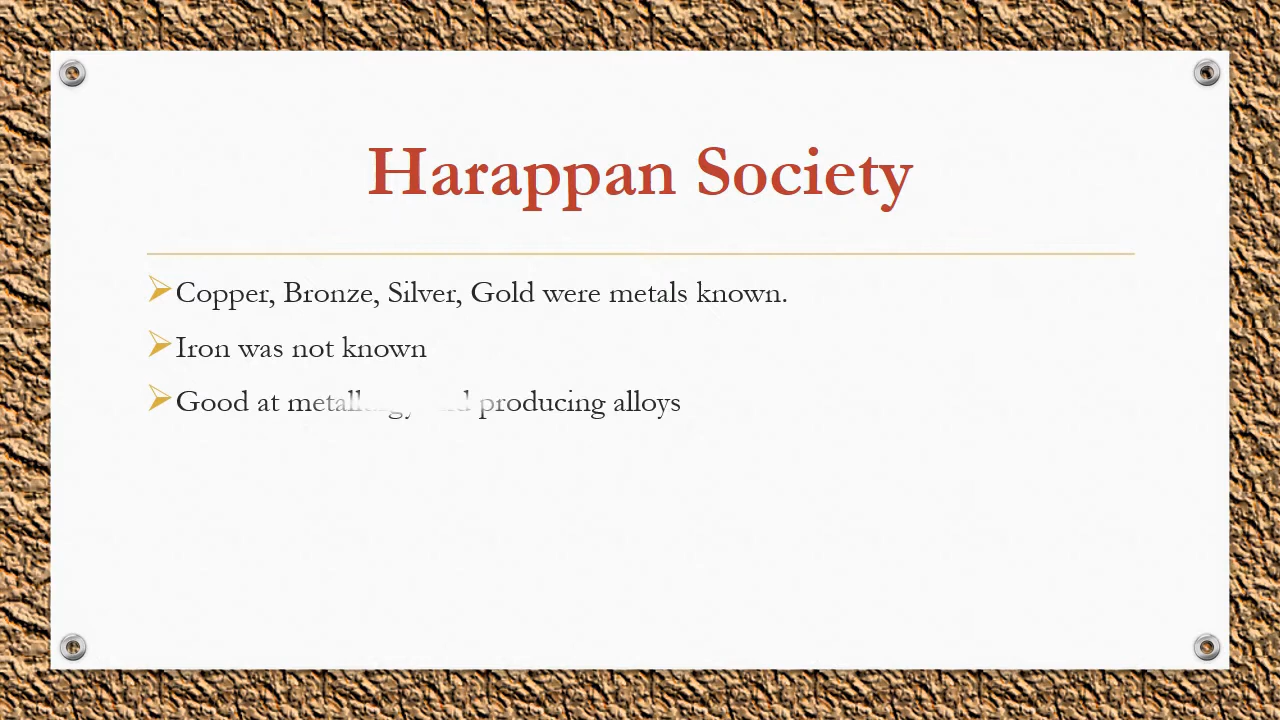 Harappan Society
Copper, Bronze, Silver, Gold were metals known.
Iron was not known
Good at producing alloys